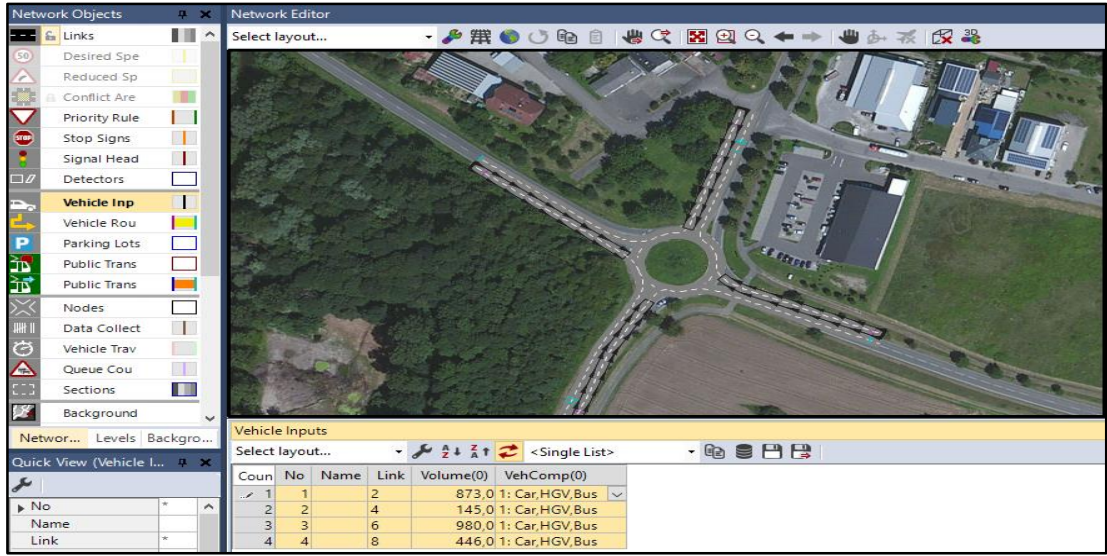 Network Objects
Network Editor
Links
Select layout...
50
Desired Spe
Reduced Sp
Conflict Are
Priority Rule
STOP
Stop Signs
Signal Head
Detectors
Vehicle Inp
Vehicle Rou
P
Parking Lots
Public Trans
Public Trans
Nodes
Data Collect
Vehicle Trav
Queue Cou
Sections
Background
Networ... Levels Backgro...
Quick View (Vehicle I...
No *
Name
Link *
3D
Vehicle Inputs
Select layout... <Single List>
Coun No Name Link Volume(0) VehComp(0)
1 1 2 873,0 1: Car,HGV,Bus
2 2 4 145,0 1: Car,HGV,Bus
3 3 6 980,0 1: Car,HGV,Bus
4 4 8 446,0 1: Car,HGV,Bus